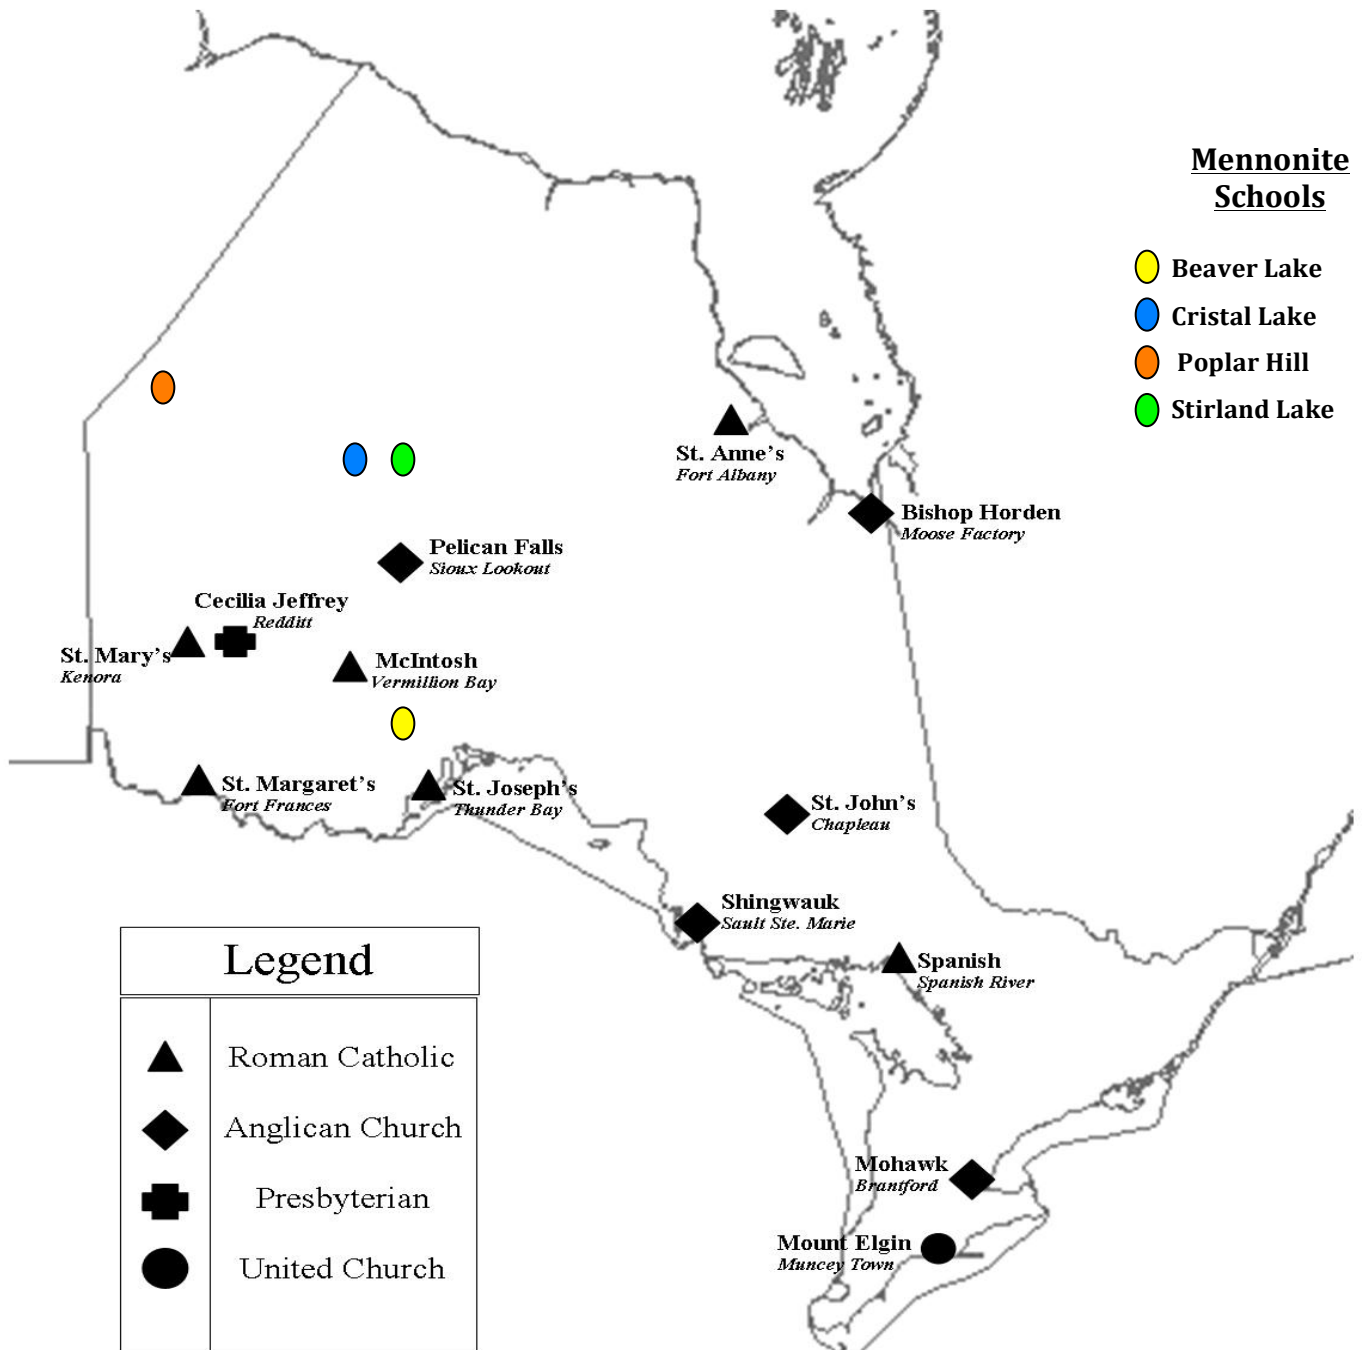 Mennonite
Schools
Beaver Lake
Cristal Lake
Poplar Hill
Stirland Lake
St. Anne's
Fort Albany
Bishop Horden
Moose Factory
Pelican Falls
Sioux Lookout
Cecilia Jeffrey
Redditt
St. Mary's
Kenora
McIntosh
Vermillion Bay
St. Margaret's
Fort Frances
St. Joseph's
Thunder Bay
St. John's
Chapleau
Shingwauk
Sault Ste. Marie
Spanish
Spanish River
Mohawk
Brantford
Mount Elgin
Muncey Town
Legend
Roman Catholic
Anglican Church
Presbyterian
United Church